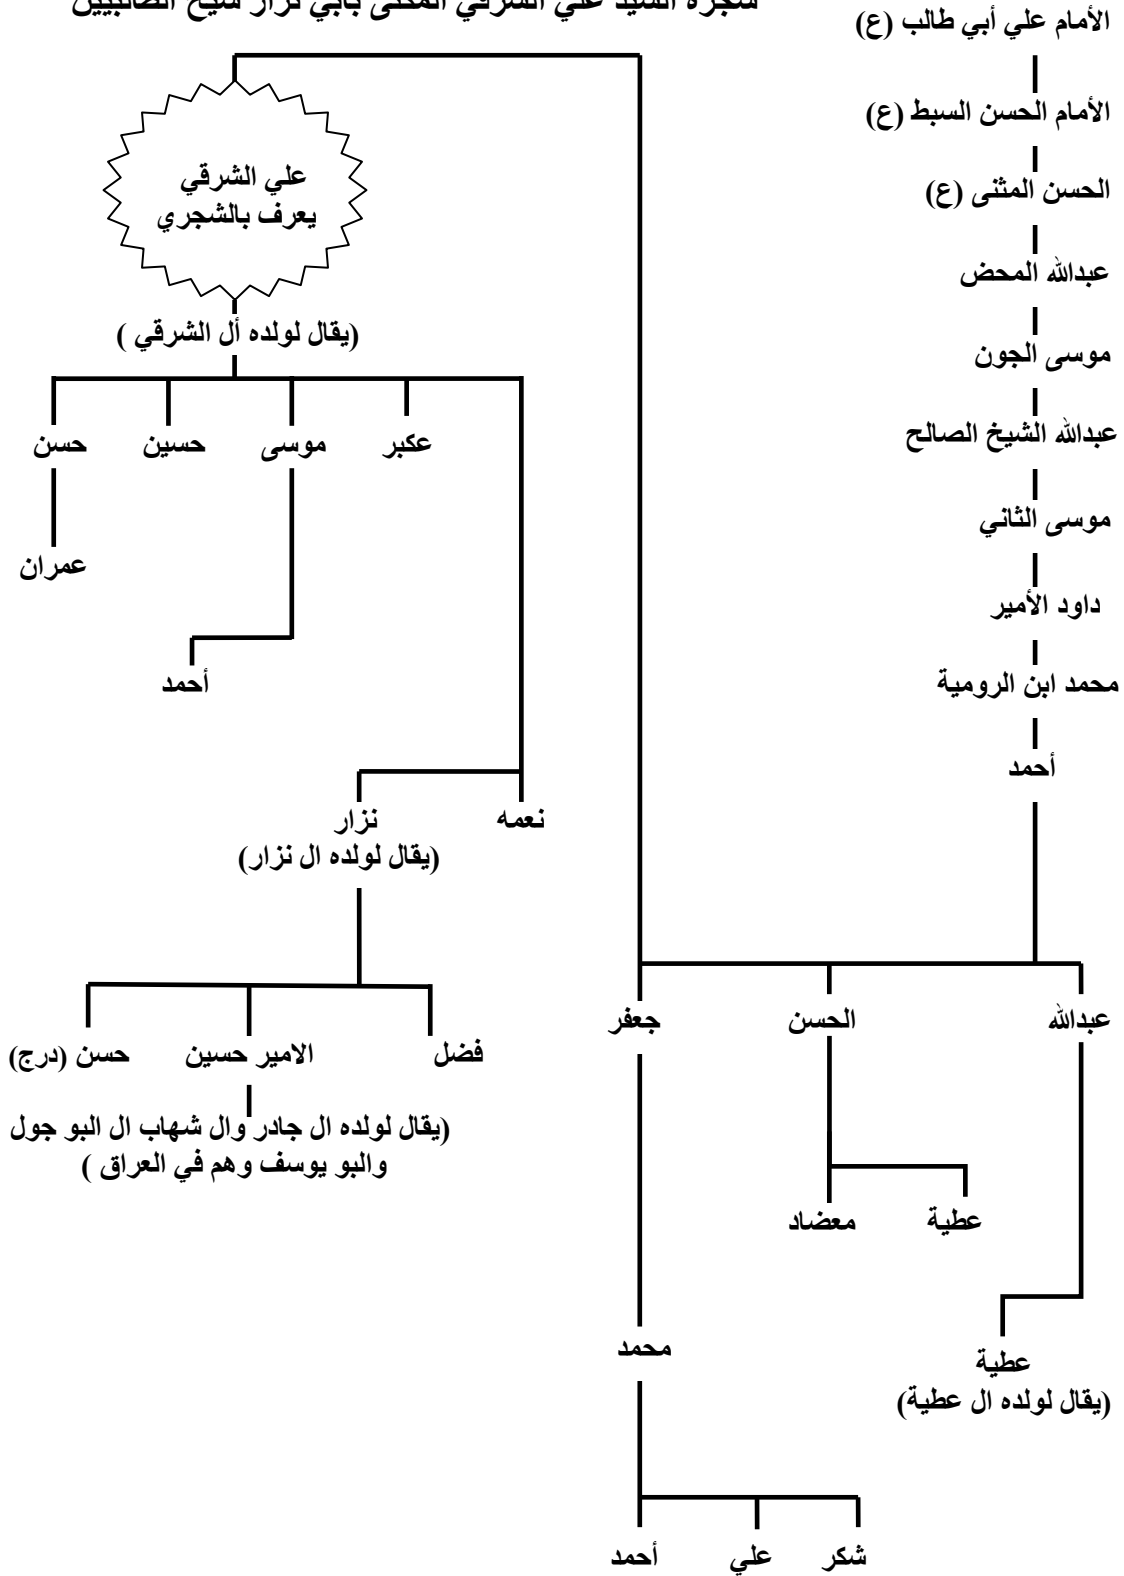 شجرة السيد علي الشرقي المكنى بأبي نزار شيخ الطالبيين
الأمام علي أبي طالب (ع)
الأمام الحسن السبط (ع)
الحسن المثنى (ع)
عبدالله المحض
موسى الجون
عبدالله الشيخ الصالح
موسى الثاني
داود الأمير
محمد ابن الرومية
أحمد
عبدالله
الحسن
جعفر
عطية
معضاد
عطية
(يقال لولده ال عطية)
محمد
شكر
علي
أحمد
علي الشرقي
يعرف بالشجري
(يقال لولده أل الشرقي )
عكبر
موسى
حسين
حسن
عمران
أحمد
نعمه
نزار
(يقال لولده ال نزار)
فضل
الامير حسين
حسن (درج)
(يقال لولده ال جادر وال شهاب ال البو جول
والبو يوسف وهم في العراق )